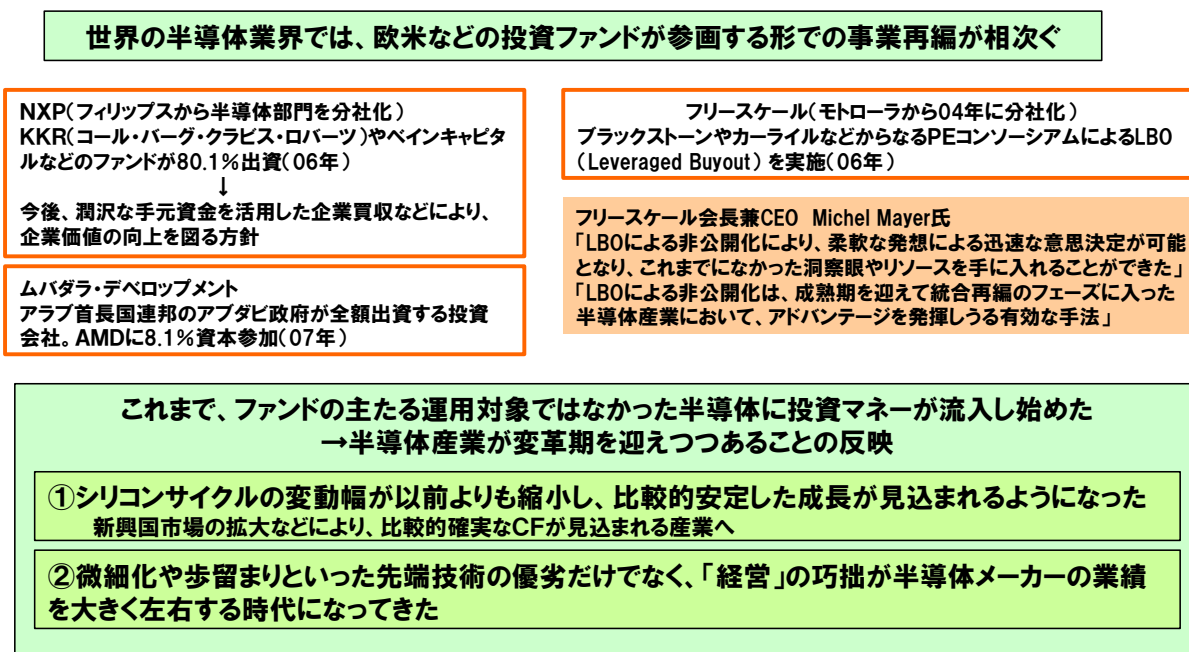 世界の半導体業界では、欧米などの投資ファンドが参画する形での事業再編が相次ぐ
NXP(フィリップスから半導体部門を分社化)
KKR(コール・バーグ・クラビス・ロバーツ)やベインキャピタ
ルなどのファンドが80.1%出資(06年)
↓
今後、潤沢な手元資金を活用した企業買収などにより、
企業価値の向上を図る方針
ムバダラ・デベロップメント
アラブ首長国連邦のアブダビ政府が全額出資する投資
会社。AMDに8.1%資本参加(07年)
フリースケール(モトローラから04年に分社化)
ブラックストーンやカーライルなどからなるPEコンソーシアムによるLBO
(Leveraged Buyout) を実施(06年)
フリースケール会長兼CEO Michel Mayer氏
「LBOによる非公開化により、柔軟な発想による迅速な意思決定が可能
となり、これまでになかった洞察眼やリソースを手に入れることができた」
「LBOによる非公開化は、成熟期を迎えて統合再編のフェーズに入った
半導体産業において、アドバンテージを発揮しうる有効な手法」
これまで、ファンドの主たる運用対象ではなかった半導体に投資マネーが流入し始めた
→半導体産業が変革期を迎えつつあることの反映
①シリコンサイクルの変動幅が以前よりも縮小し、比較的安定した成長が見込まれるようになった
新興国市場の拡大などにより、比較的確実なCFが見込まれる産業へ
②微細化や歩留まりといった先端技術の優劣だけでなく、「経営」の巧拙が半導体メーカーの業績
を大きく左右する時代になってきた